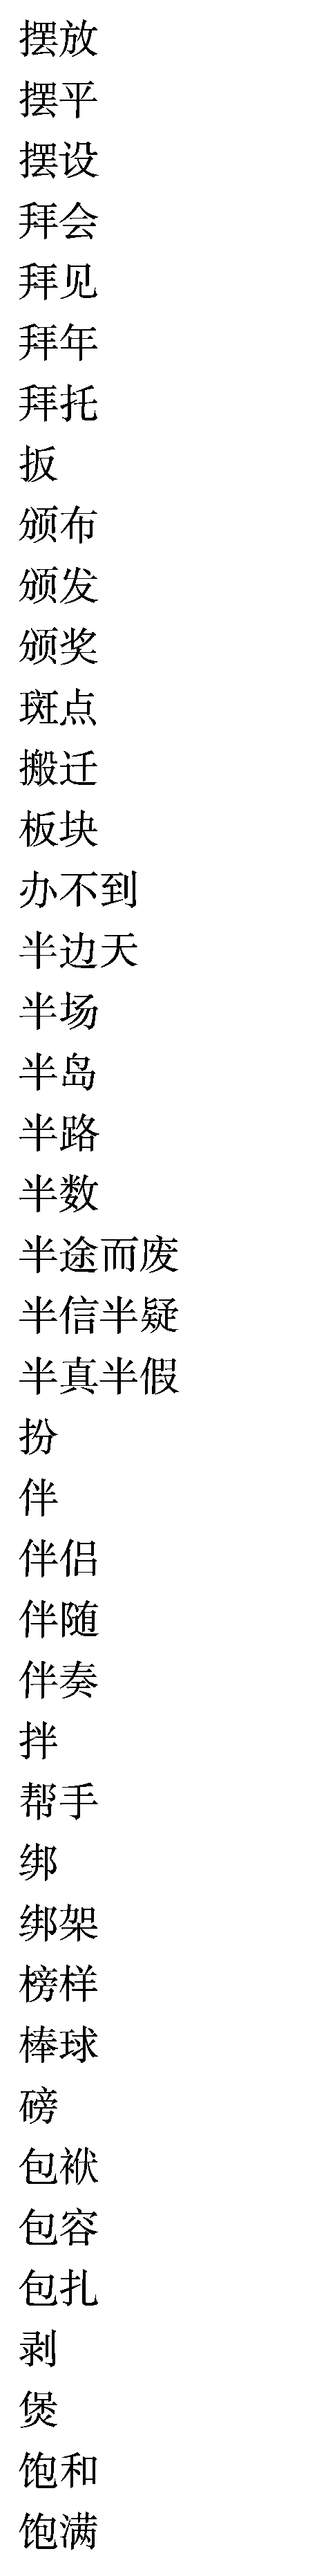 摆放
摆平
摆设
拜会
拜见
拜年
拜托
扳
颁布
颁发
颁奖
斑点
搬迁
板块
办不到
半边天
半场
半岛
半路
半数
半途而废
半信半疑
半真半假
扮
伴
伴侣
伴随
伴奏
拌
帮手
绑
绑架
榜样
棒球
磅
包袱
包容
包扎
剥
煲
饱和
饱满